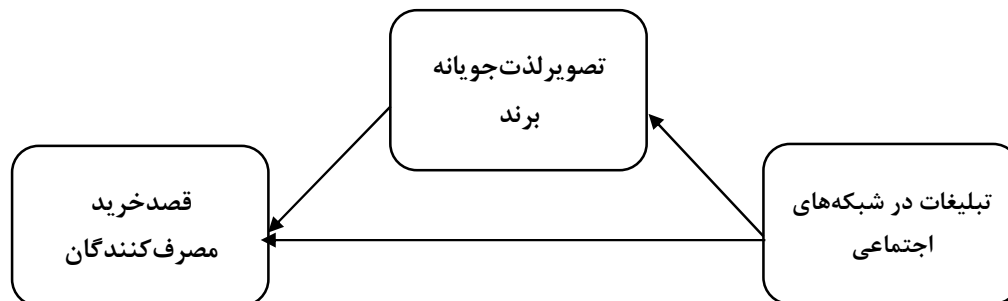 تصویرلذت‌جویانه
برند
تبلیغات در شبکه‌های
اجتماعی
قصدخرید
مصرف‌کنندگان